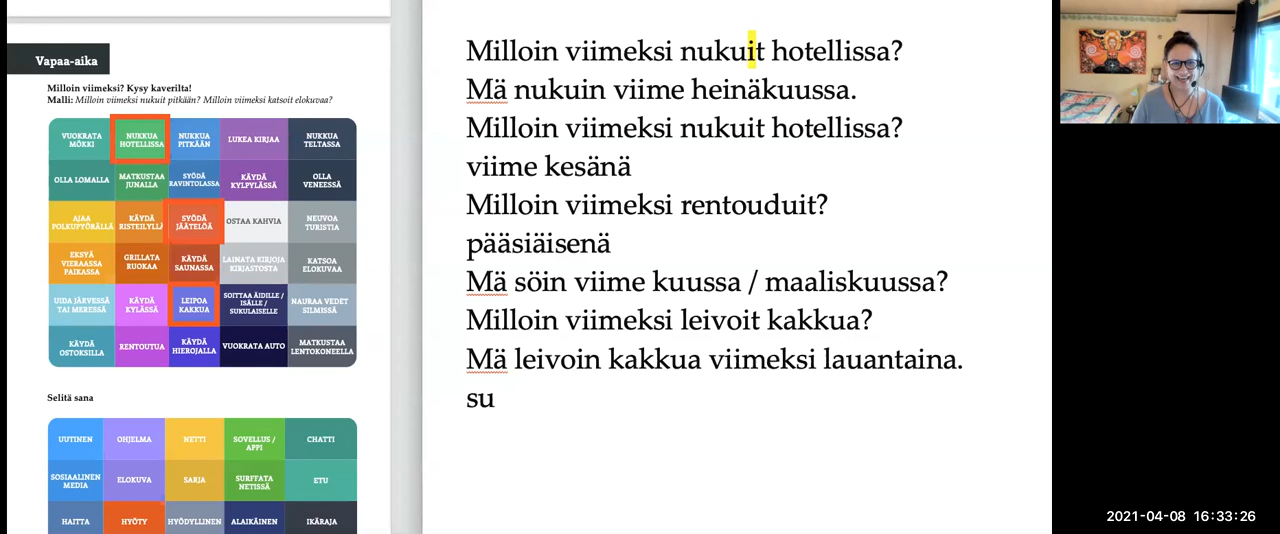 Vapaa-aika
Milloin viimeksi? Kysy kaverilta!
Malli: Milloin viimeksi nukuit pitkään? Milloin viimeksi katsoit elokuvaa?
VUOKRATA
MÖKKI
NUKKUA
HOTELLISSA
NUKKUA
PITKÄÄN
LUKEA KIRJAA
NUKKUA
TELTASSA
OLLA LOMALLA
MATKUSTAA
JUNALLA
SYÖDÄ
RAVINTOLASSA
KÄYDÄ
KYLPYLÄSSÄ
OLLA
VENEESSÄ
AJAA
POLKUPYÖRÄLLÄ
KÄYDÄ
RISTEILYLLÄ
SYÖDÄ
JÄÄTELÖÄ
OSTAA KAHVIA
NEUVOA
TURISTIA
EKSYÄ
VIERAASSA
PAIKASSA
GRILLATA
RUOKAA
KÄYDÄ
SAUNASSA
LAINATA KIRJOJA
KIRJASTOSTA
KATSOA
ELOKUVAA
UIDA JÄRVESSÄ
TAI MERESSÄ
KÄYDÄ
KYLÄSSÄ
LEIPOA
KAKKUA
SOITTAA ÄIDILLE /
ISÄLLE /
SUKULAISELLE
NAURAA VEDET
SILMISSÄ
KÄYDÄ
OSTOKSILLA
RENTOUTUA
KÄYDÄ
HIEROJALLA
VUOKRATA AUTO
MATKUSTAA
LENTOKONEELLA
Selitä sana
UUTINEN
OHJELMA
NETTI
SOVELLUS /
APPI
CHATTI
SOSIAALINEN
MEDIA
ELOKUVA
SARJA
SURFFATA
NETISSÄ
ETU
HAITTA
HYÖTY
HYÖDYLLINEN
ALAIKÄINEN
IKÄRAJA
Milloin viimeksi nukuit hotellissa?
Mä nukuin viime heinäkuussa.
Milloin viimeksi nukuit hotellissa?
viime kesänä
Milloin viimeksi rentouduit?
pääsiäisenä
Mä söin viime kuussa / maaliskuussa?
Milloin viimeksi leivoit kakkua?
Mä leivoin kakkua viimeksi lauantaina.
su
2021-04-08 16:33:26